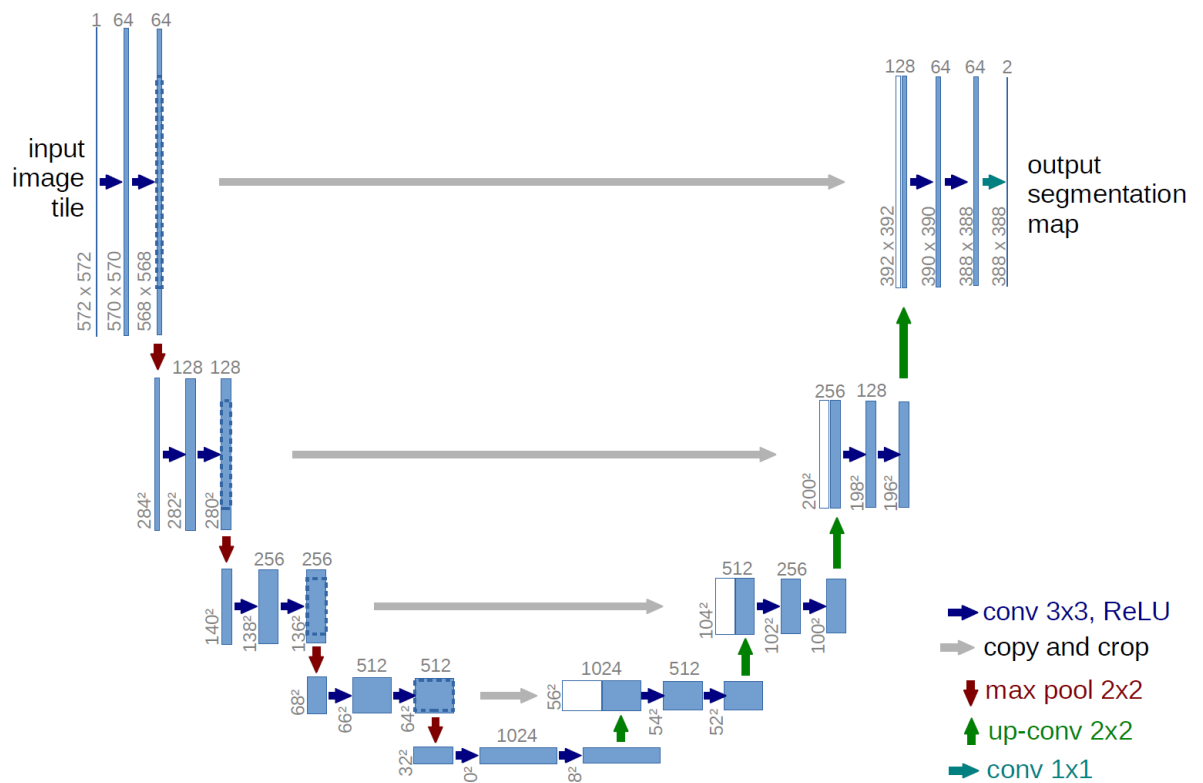 1 64 64
128 64 64 2
input
image
tile
output
segmentation
map
572 x 572
570 x 570
568 x 568
392 x 392
390 x 390
388 x 388
388 x 388
128 128
256 128
284²
282²
280²
200²
198²
196²
256 256
512 256
140²
138²
136²
104²
102²
100²
conv 3x3, ReLU
copy and crop
512 512
1024 512
68²
66²
64²
56²
54²
52²
max pool 2x2
up-conv 2x2
1024
32²
0²
8²
conv 1x1